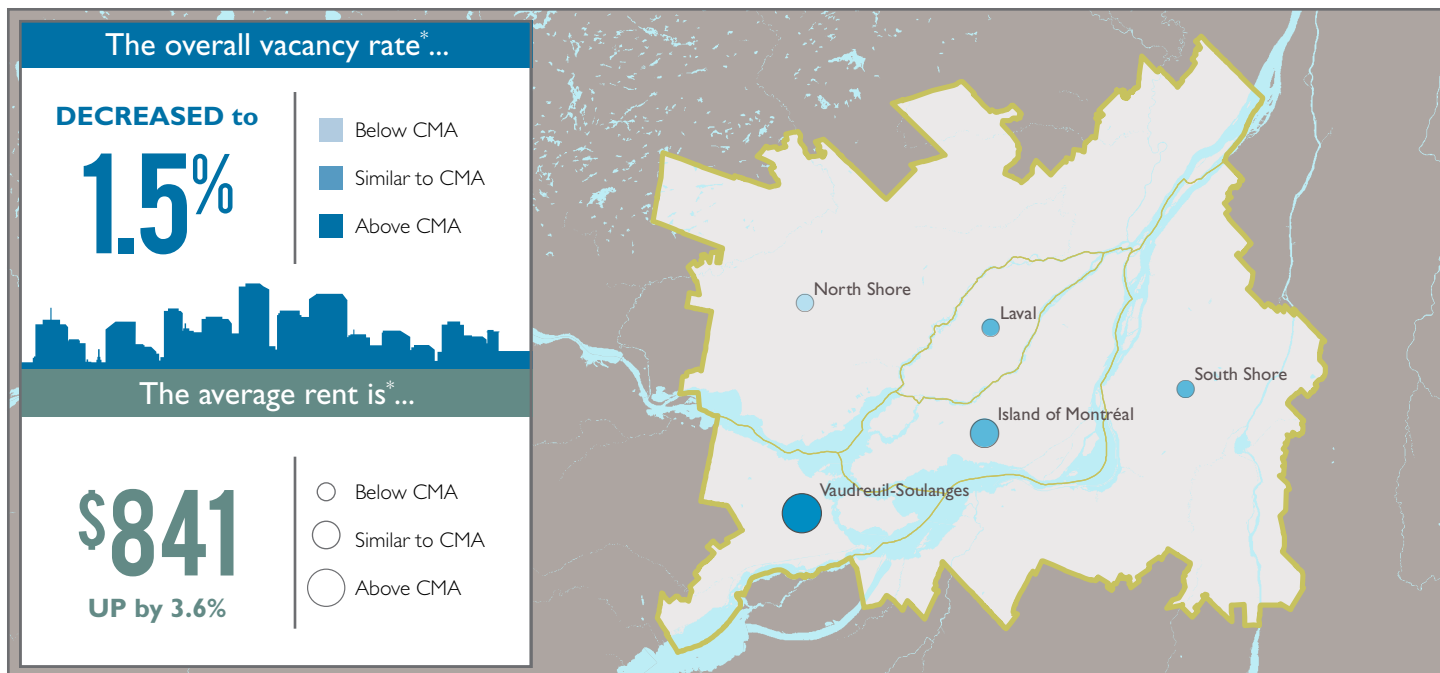 The overall vacancy rate*...
DECREASED to
1.5%
Below CMA
Similar to CMA
Above CMA
The average rent is*...
$841
UP by 3.6%
Below CMA
Similar to CMA
Above CMA
North Shore
Laval
South Shore
Island of Montréal
Vaudreuil-Soulanges